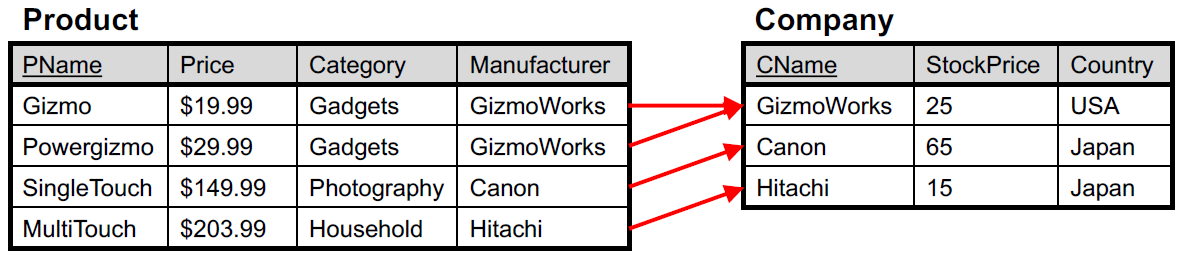 Product
PName Price Category Manufacturer
Gizmo $19.99 Gadgets GizmoWorks
Powergizmo $29.99 Gadgets GizmoWorks
SingleTouch $149.99 Photography Canon
MultiTouch $203.99 Household Hitachi
Company
CName StockPrice Country
GizmoWorks 25 USA
Canon 65 Japan
Hitachi 15 Japan